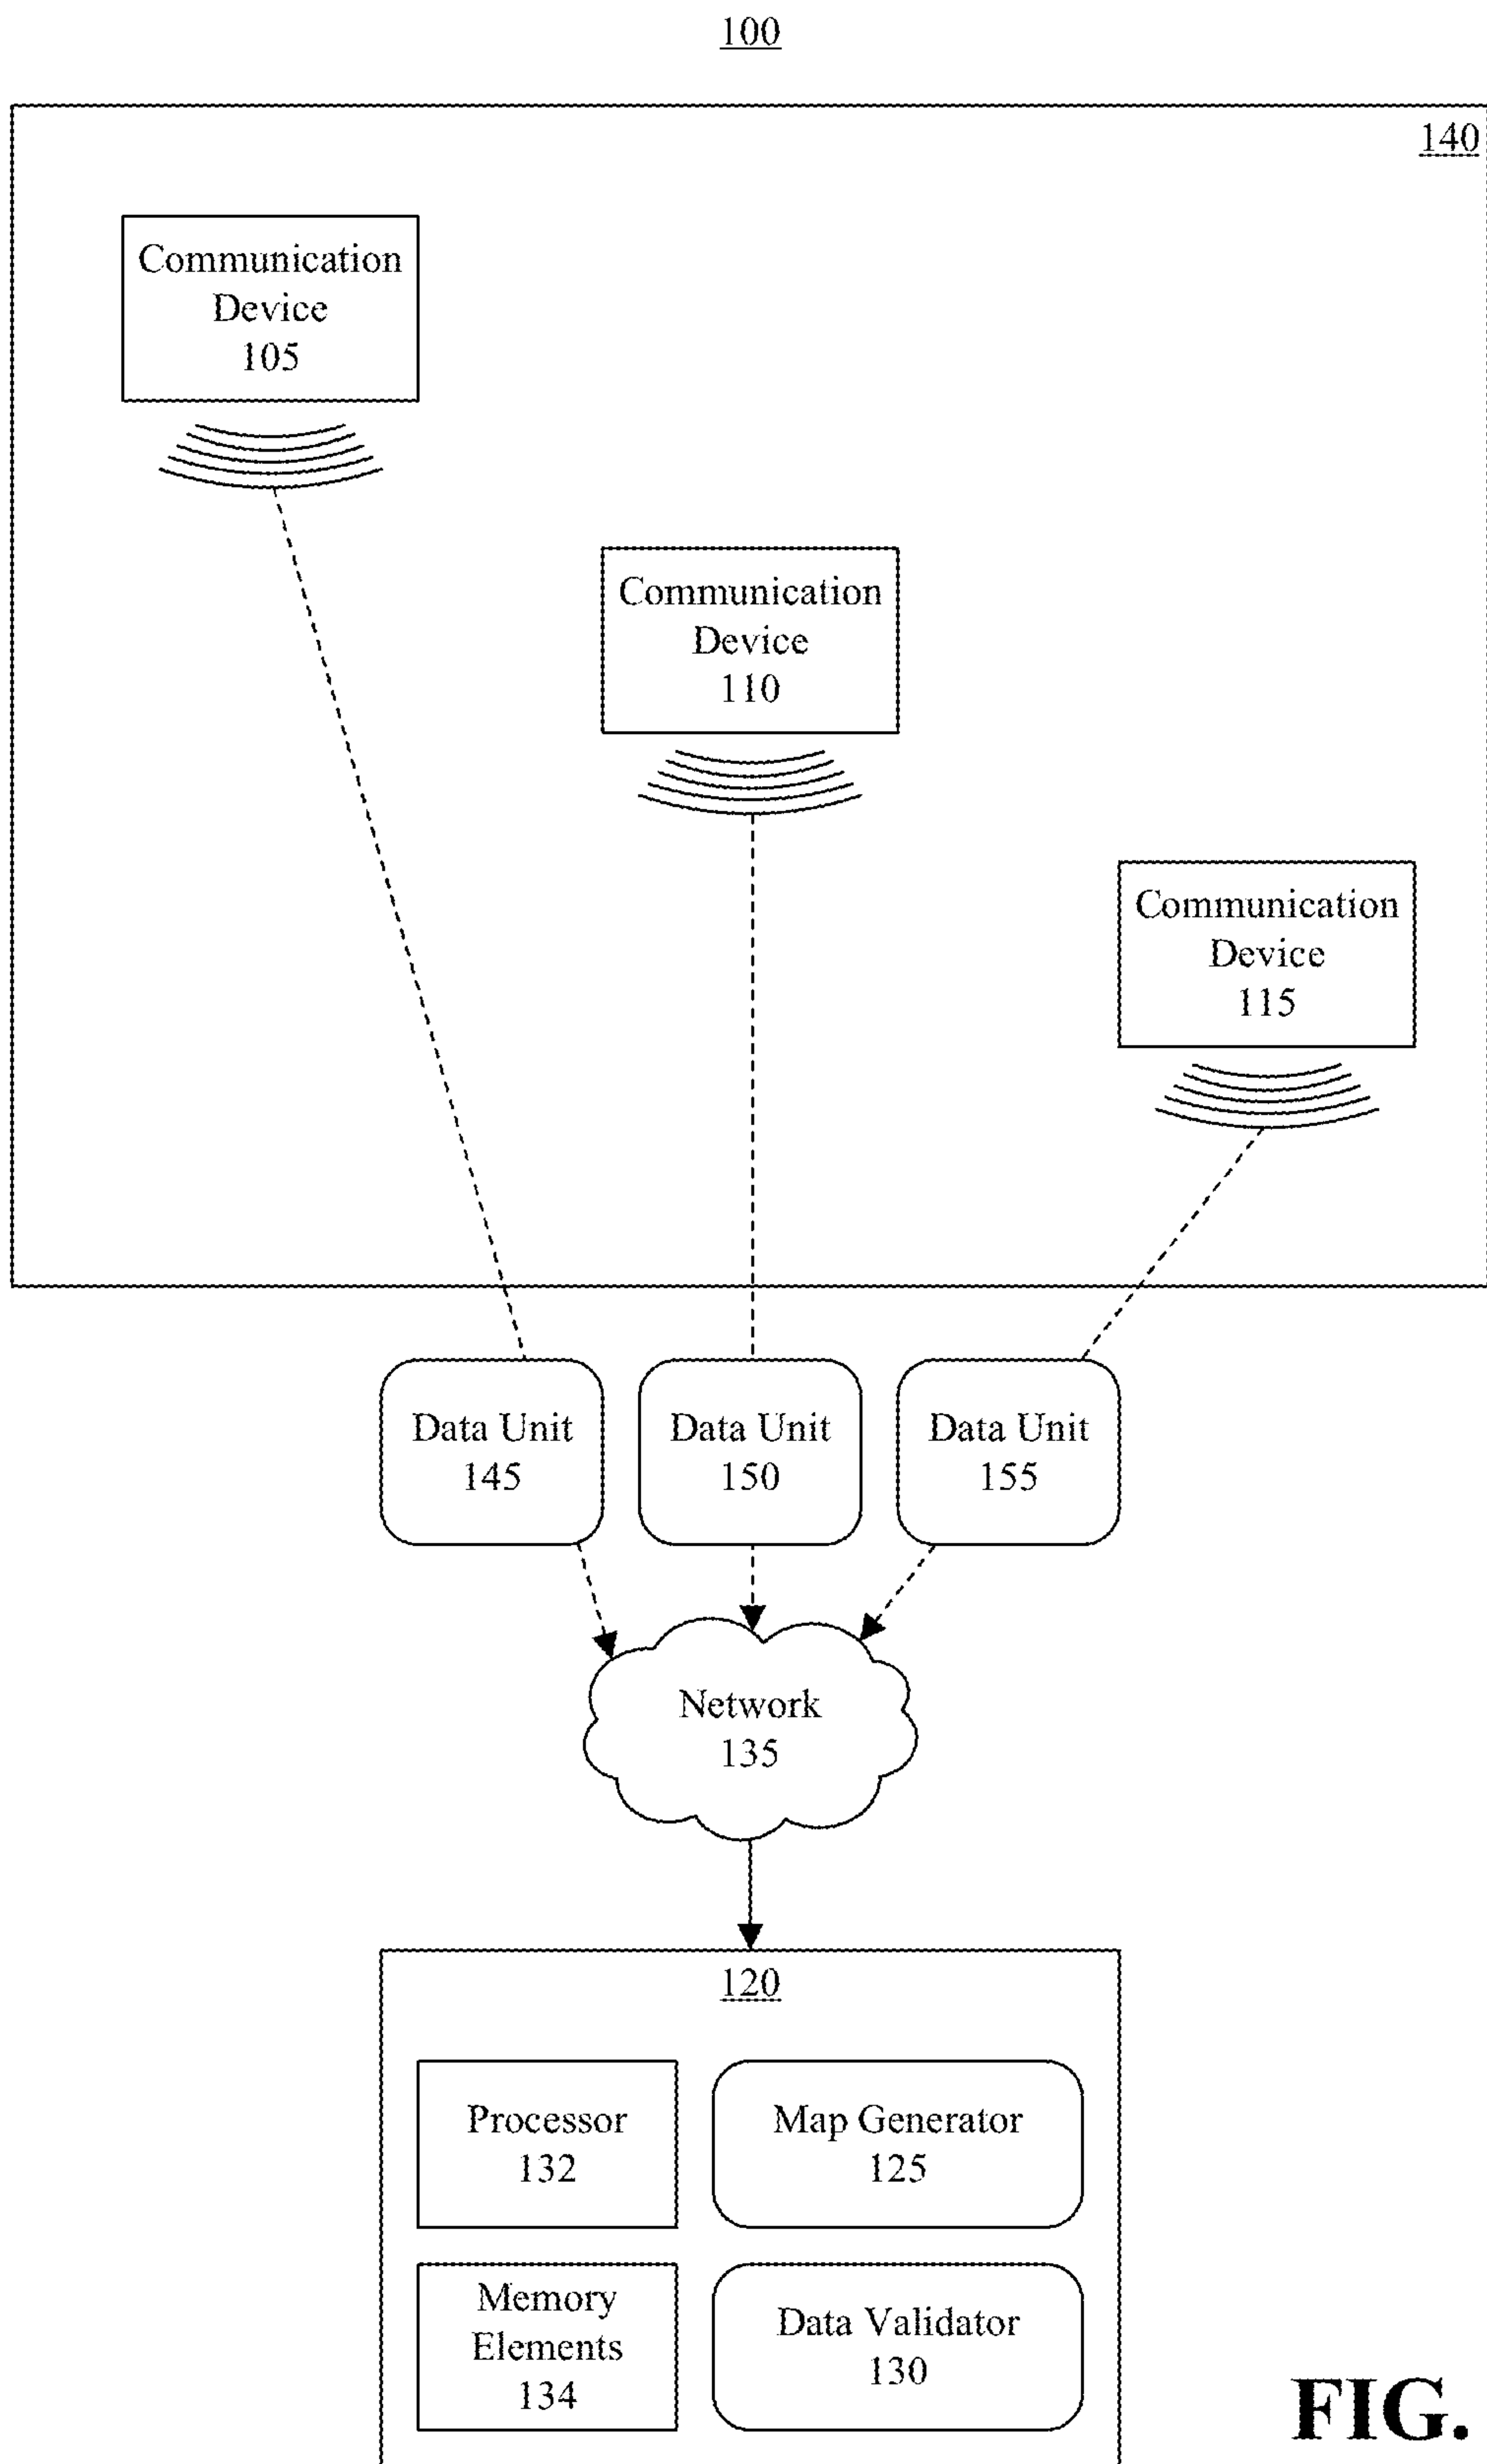 100
140
Communication
Device
105
Communication
Device
110
Communication
Device
115
Data Unit
145
Data Unit
150
Data Unit
155
Network
135
120
Processor
132
Map Generator
125
Memory
Elements
134
Data Validator
130
FIG.